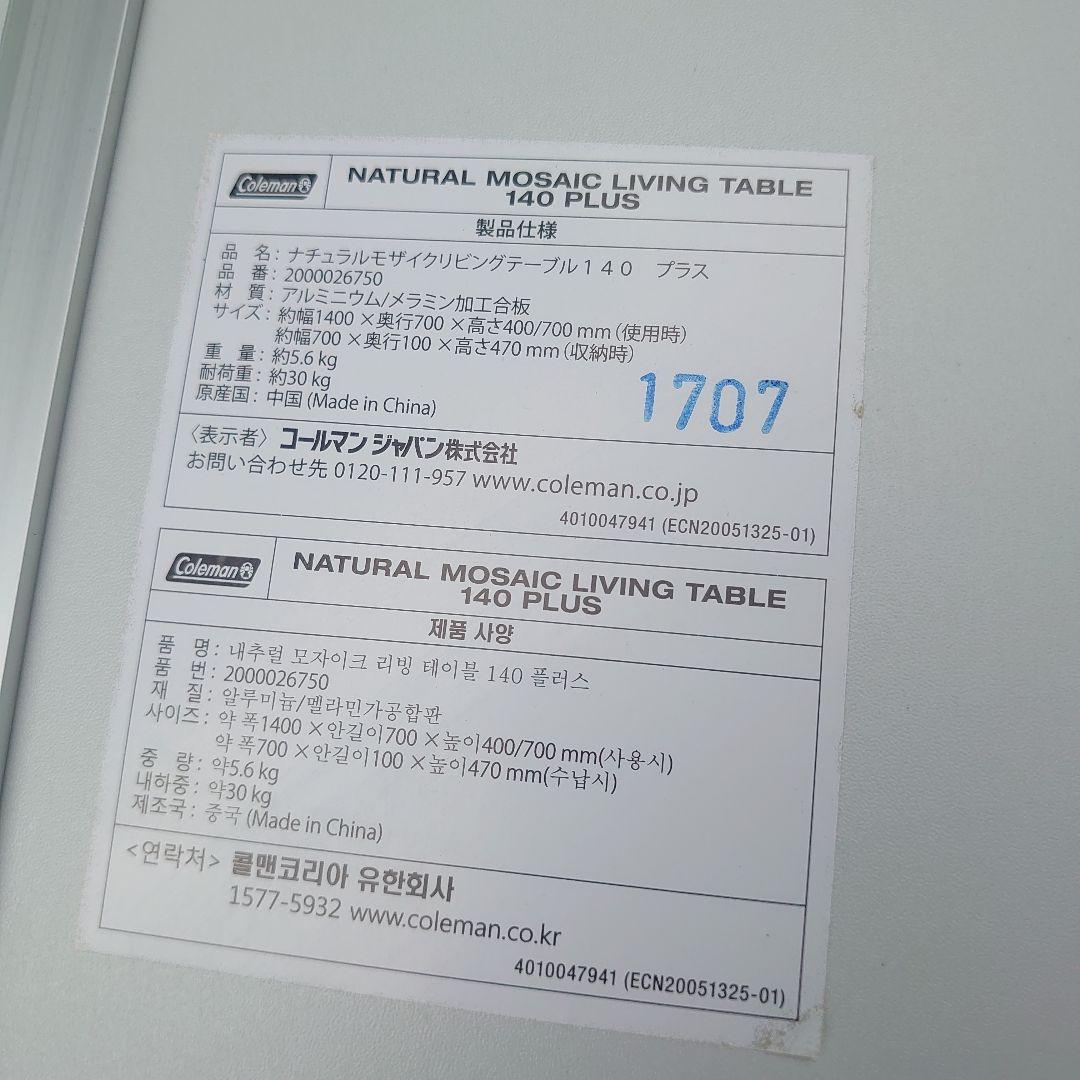 Coleman
NATURAL MOSAIC LIVING TABLE
140 PLUS
製品仕様
品 名：ナチュラルモザイクリビングテーブル１４０ プラス
品 番：2000026750
材 質：アルミニウム/メラミン加工合板
サイズ：約幅1400×奥行700×高さ400/700 mm（使用時）
約幅700×奥行100×高さ470 mm（収納時）
重 量：約5.6 kg
耐荷重：約30 kg
原産国：中国 (Made in China)
1707
〈表示者〉コールマン ジャパン株式会社
お問い合わせ先 0120-111-957 www.coleman.co.jp
4010047941 (ECN20051325-01)
Coleman
NATURAL MOSAIC LIVING TABLE
140 PLUS
제품 사양
품 명: 내추럴 모자이크 리빙 테이블 140 플러스
품 번: 2000026750
재 질: 알루미늄/멜라민가공합판
사이즈: 약 폭1400×안길이700×높이400/700 mm(사용시)
약 폭700×안길이100×높이470 mm(수납시)
중 량: 약5.6 kg
내하중: 약30 kg
제조국: 중국 (Made in China)
<연락처> 콜맨코리아 유한회사
1577-5932 www.coleman.co.kr
4010047941 (ECN20051325-01)